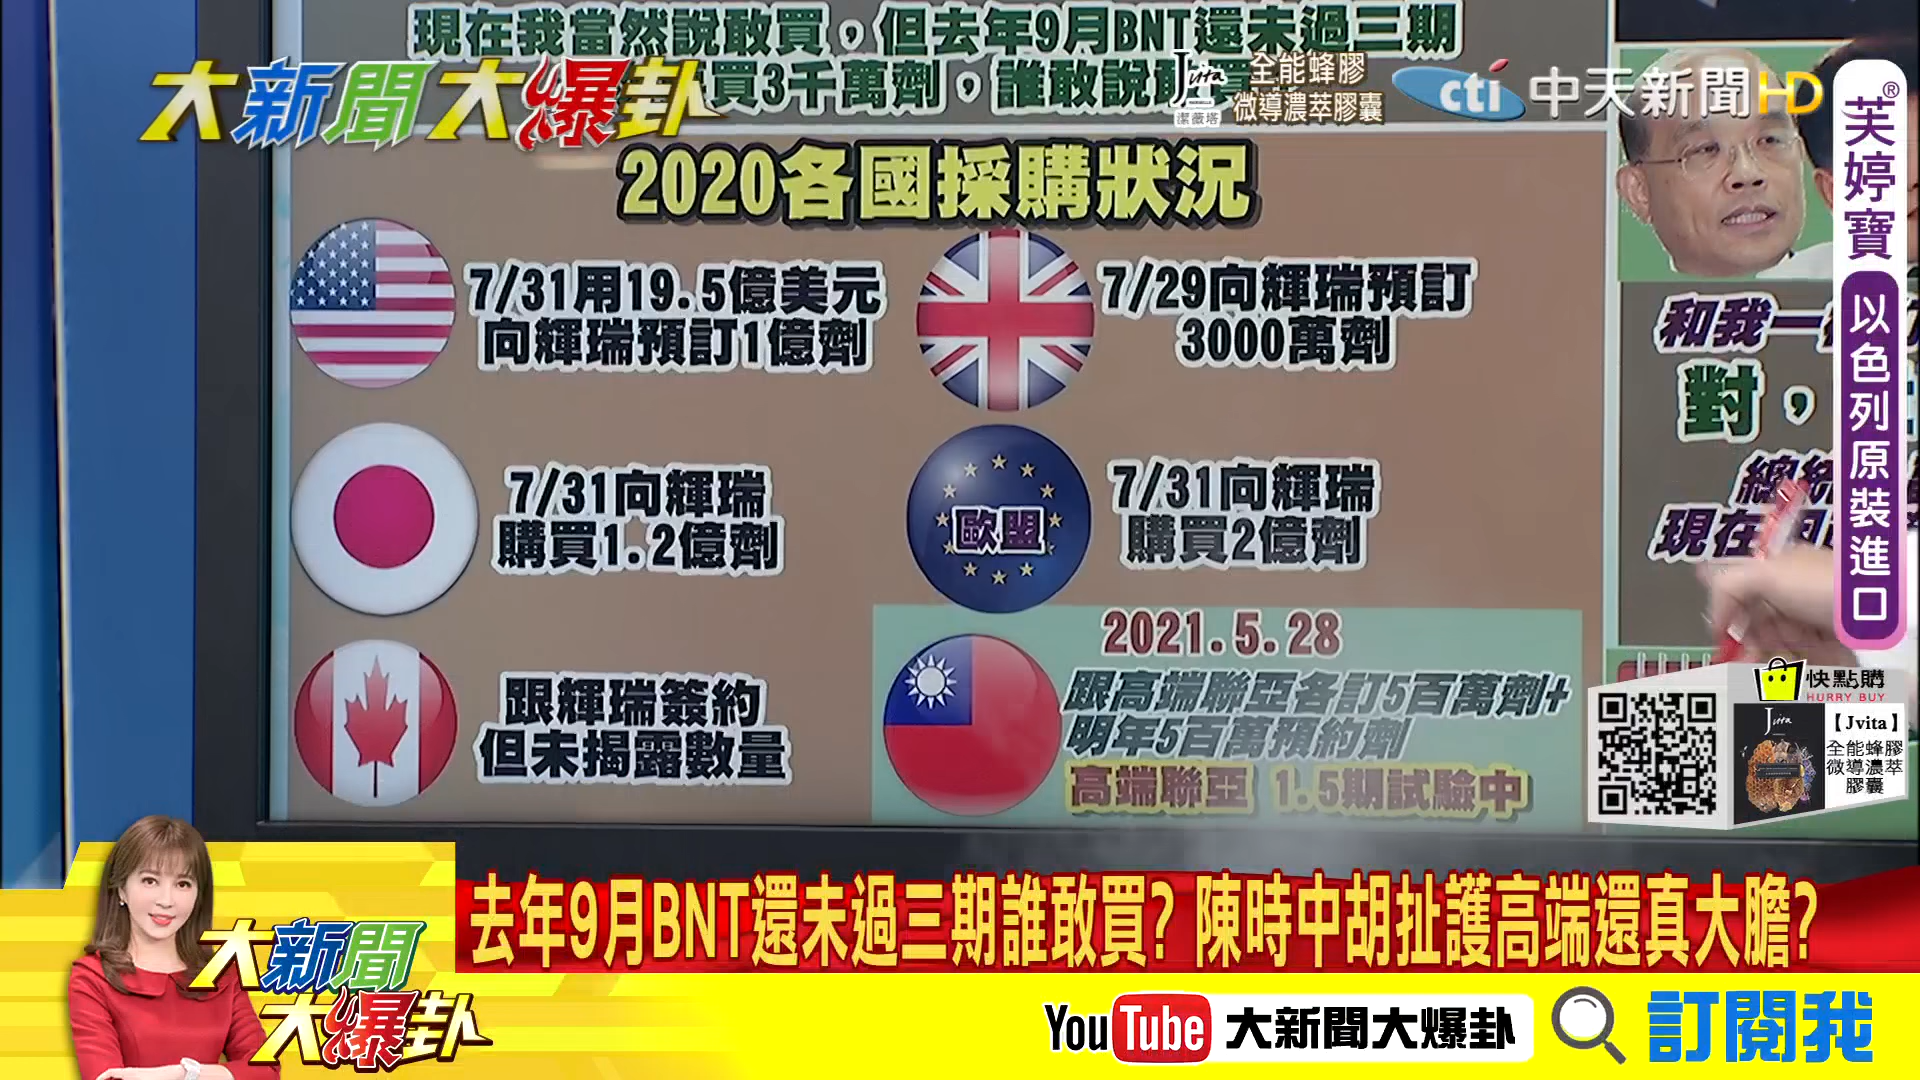 現在我當然說敢買，但去年9月BNT還未過三期
買3千萬劑，誰敢說敢
大新聞大爆卦
Jvita
潔薇塔
全能蜂膠
微導濃萃膠囊
cti 中天新聞HD
芙婷寶®
以色列原裝進口
2020各國採購狀況
7/31用19.5億美元
向輝瑞預訂1億劑
7/29向輝瑞預訂
3000萬劑
7/31向輝瑞
購買1.2億劑
歐盟
7/31向輝瑞
購買2億劑
跟輝瑞簽約
但未揭露數量
2021.5.28
跟高端聯亞各訂5百萬劑+
明年5百萬預約劑
高端聯亞 1.5期試驗中
和我一
對，
總統
現在
快點購
HURRY BUY
Jvita
【Jvita】
全能蜂膠
微導濃萃
膠囊
去年9月BNT還未過三期誰敢買? 陳時中胡扯護高端還真大膽?
大新聞
大爆卦
YouTube 大新聞大爆卦
訂閱我